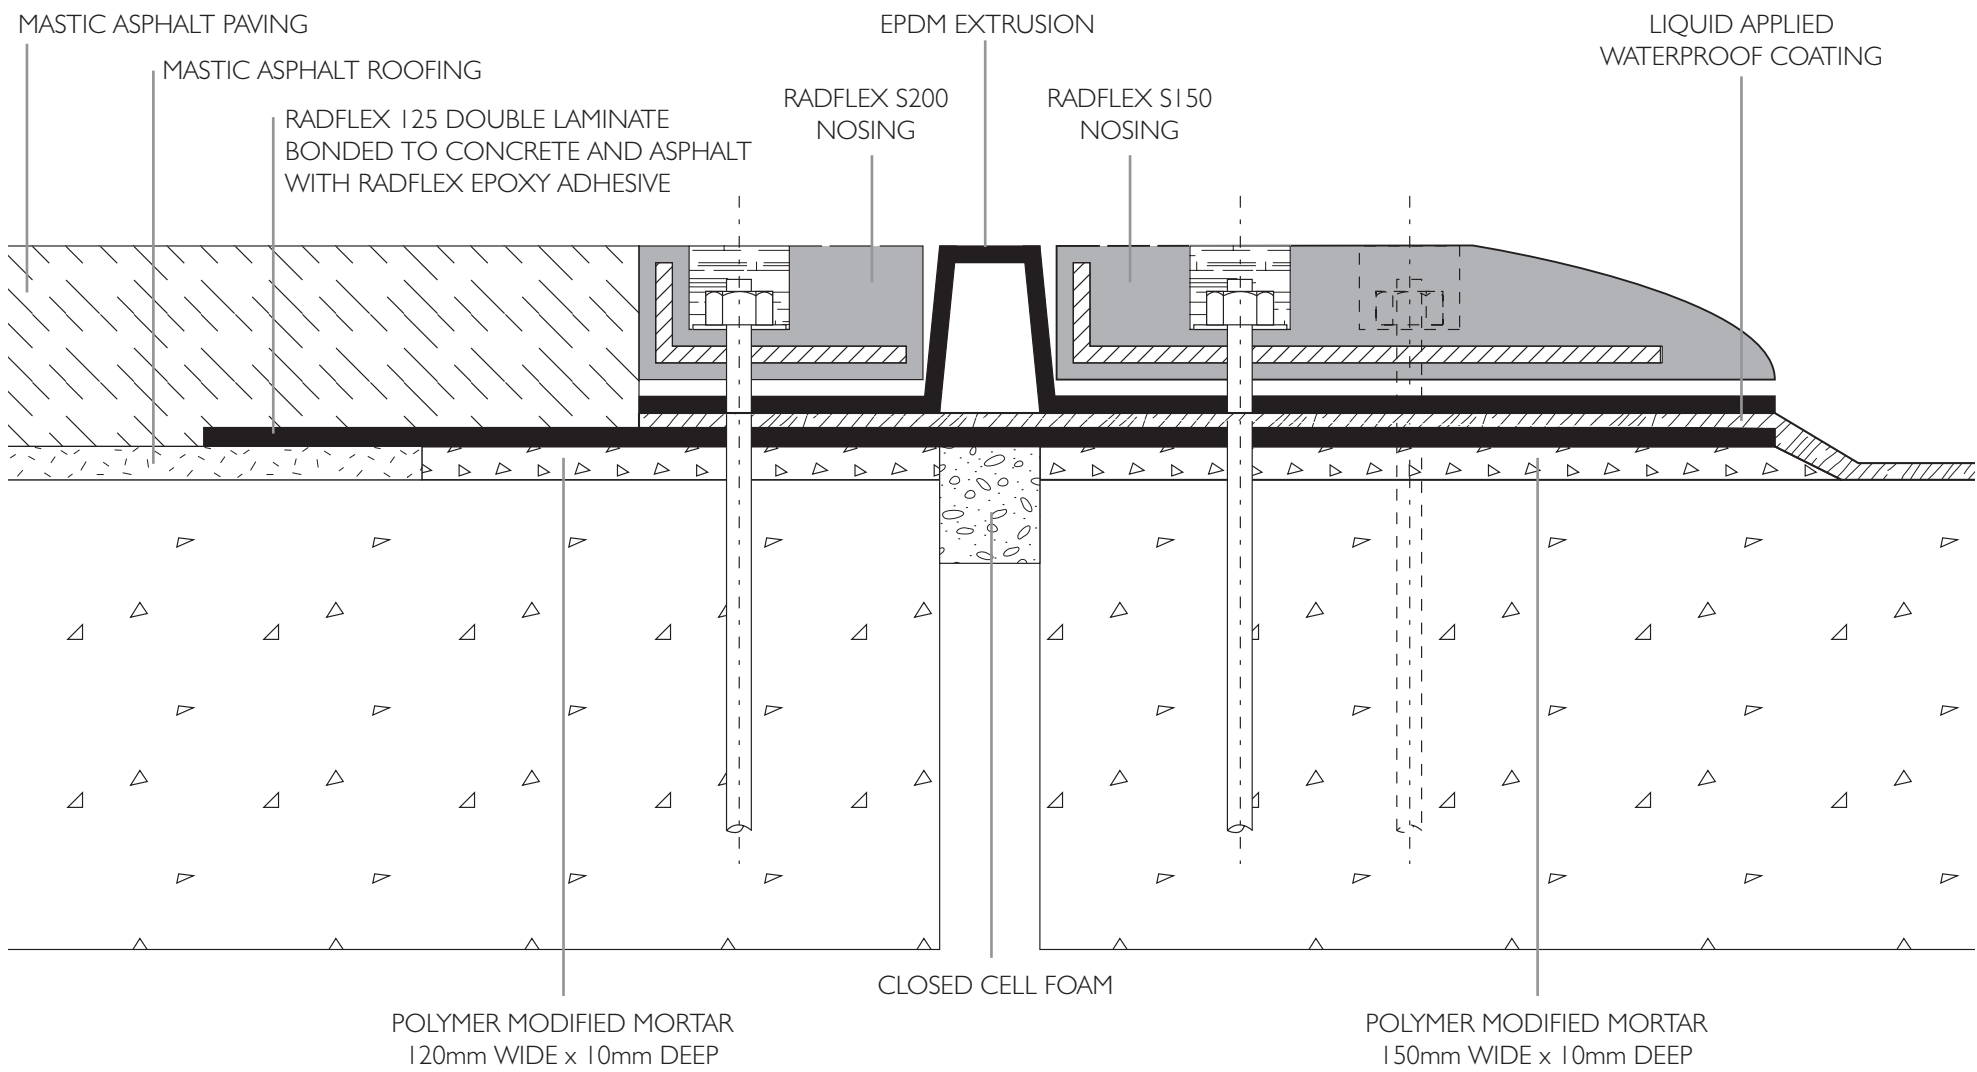 MASTIC ASPHALT PAVING
MASTIC ASPHALT ROOFING
RADFLEX 125 DOUBLE LAMINATE
BONDED TO CONCRETE AND ASPHALT
WITH RADFLEX EPOXY ADHESIVE
EPDM EXTRUSION
RADFLEX S200
NOSING
RADFLEX S150
NOSING
LIQUID APPLIED
WATERPROOF COATING
CLOSED CELL FOAM
POLYMER MODIFIED MORTAR
120mm WIDE x 10mm DEEP
POLYMER MODIFIED MORTAR
150mm WIDE x 10mm DEEP